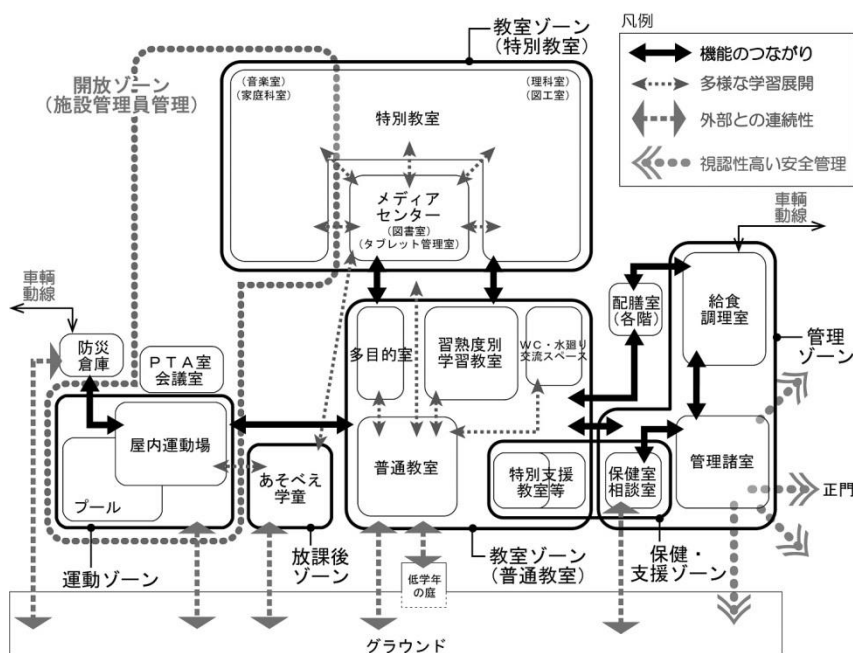 凡例
機能のつながり
多様な学習展開
外部との連続性
視認性高い安全管理
教室ゾーン
(特別教室)
開放ゾーン
(施設管理員管理)
(音楽室)
(家庭科室)
(理科室)
(図工室)
特別教室
メディア
センター
(図書室)
(タブレット管理室)
車輌
動線
車輌
動線
防災
倉庫
PTA室
会議室
多目的室
習熟度別
学習教室
WC・水廻り
交流スペース
配膳室
(各階)
給食
調理室
管理
ゾーン
屋内運動場
プール
あそべえ
学童
普通教室
特別支援
教室等
保健室
相談室
管理諸室
正門
運動ゾーン
放課後
ゾーン
低学年
の庭
教室ゾーン
(普通教室)
保健・
支援ゾーン
グラウンド